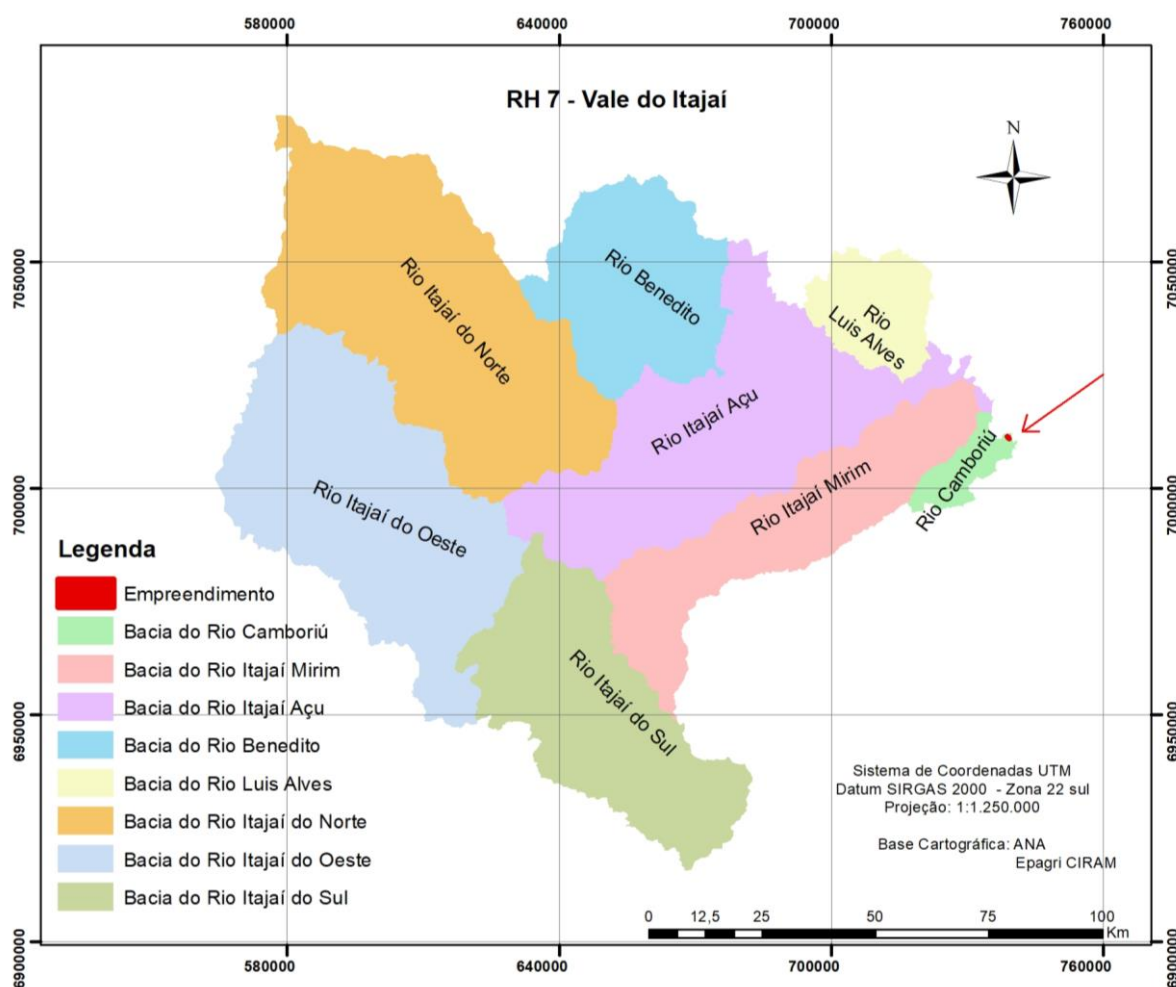 580000 640000 700000 760000
RH 7 - Vale do Itajaí
N
7050000 7050000
7000000 7000000
6950000 6950000
6900000 6900000
Rio Itajaí do Norte
Rio Benedito
Rio
Luis Alves
Rio Itajaí Açu
Rio Itajaí Mirim
Rio Camboriú
Rio Itajaí do Oeste
Rio Itajaí do Sul
Legenda
Empreendimento
Bacia do Rio Camboriú
Bacia do Rio Itajaí Mirim
Bacia do Rio Itajaí Açu
Bacia do Rio Benedito
Bacia do Rio Luis Alves
Bacia do Rio Itajaí do Norte
Bacia do Rio Itajaí do Oeste
Bacia do Rio Itajaí do Sul
Sistema de Coordenadas UTM
Datum SIRGAS 2000 - Zona 22 sul
Projeção: 1:1.250.000
Base Cartográfica: ANA
Epagri CIRAM
0 12,5 25 50 75 100
Km
580000 640000 700000 760000